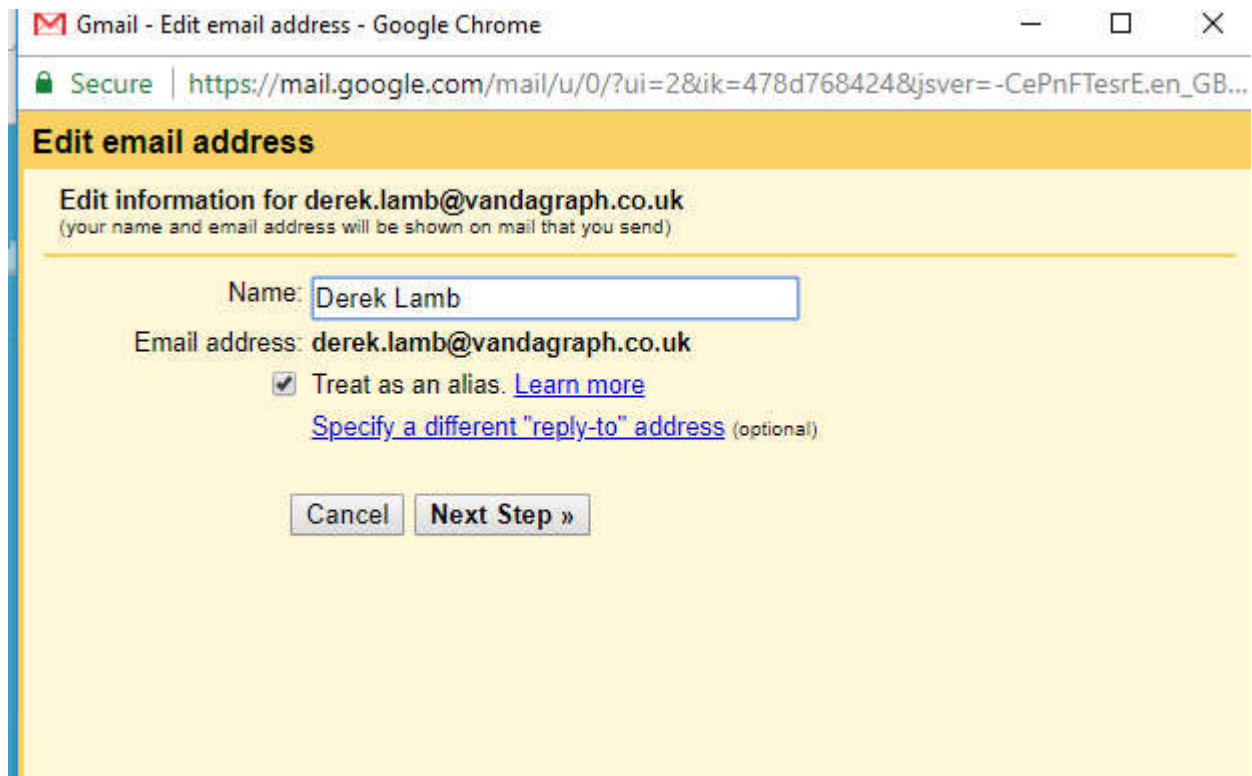 Gmail - Edit email address - Google Chrome
Secure | https://mail.google.com/mail/u/0/?ui=2&ik=478d768424&jsver=-CePnFTesrE.en_GB...
Edit email address
Edit information for derek.lamb@vandagraph.co.uk
(your name and email address will be shown on mail that you send)
Name: Derek Lamb
Email address: derek.lamb@vandagraph.co.uk
Treat as an alias. Learn more
Specify a different "reply-to" address (optional)
Cancel Next Step »